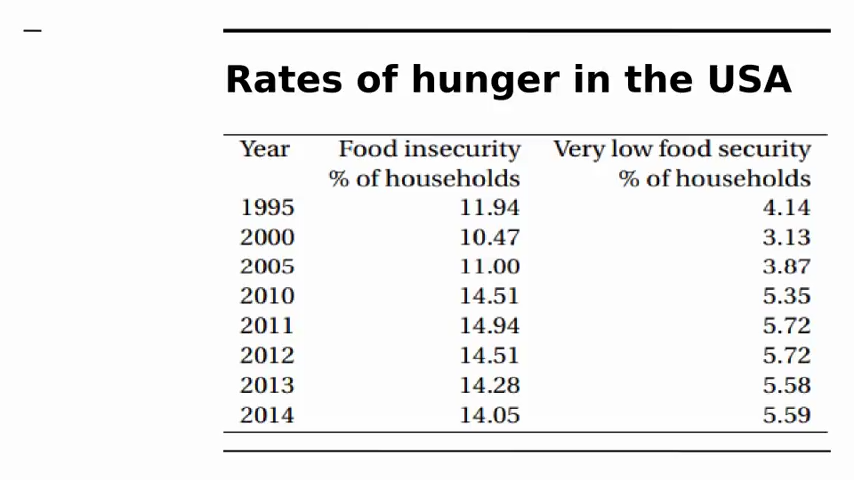 Rates of hunger in the USA
Year Food insecurity Very low food security
% of households % of households
1995 11.94 4.14
2000 10.47 3.13
2005 11.00 3.87
2010 14.51 5.35
2011 14.94 5.72
2012 14.51 5.72
2013 14.28 5.58
2014 14.05 5.59